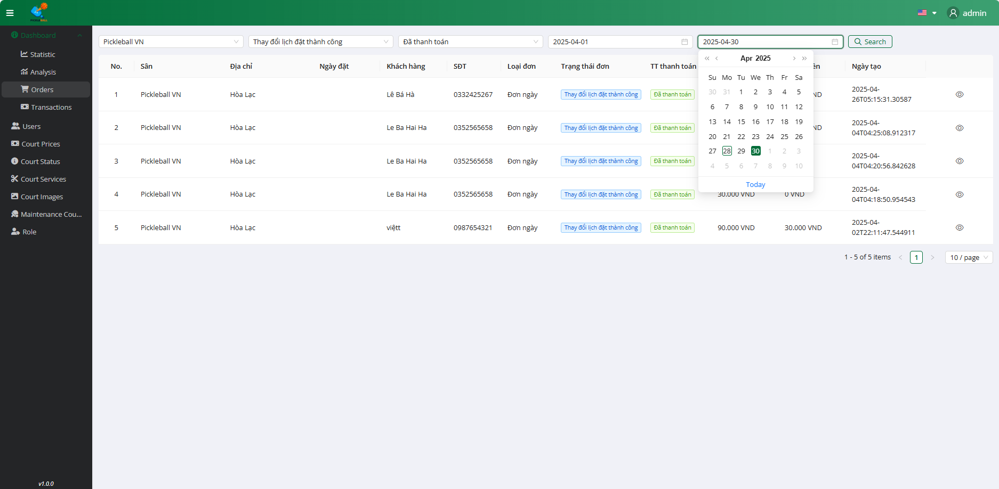 PICKLEBALL
admin
Dashboard
Statistic
Analysis
Orders
Transactions
Users
Court Prices
Court Status
Court Services
Court Images
Maintenance Cou...
Role
v1.0.0
Pickleball VN
Thay đổi lịch đặt thành công
Đã thanh toán
2025-04-01
2025-04-30
Search
No. Sân Địa chỉ Ngày đặt Khách hàng SĐT Loại đơn Trạng thái đơn TT thanh toán ên Ngày tạo
1 Pickleball VN Hòa Lạc Lê Bá Hà 0332425267 Đơn ngày Thay đổi lịch đặt thành công Đã thanh toán ND 2025-04-
26T05:15:31.30587
2 Pickleball VN Hòa Lạc Le Ba Hai Ha 0352565658 Đơn ngày Thay đổi lịch đặt thành công Đã thanh toán ND 2025-04-
04T04:25:08.912317
3 Pickleball VN Hòa Lạc Le Ba Hai Ha 0352565658 Đơn ngày Thay đổi lịch đặt thành công Đã thanh toán 2025-04-
04T04:20:56.842628
4 Pickleball VN Hòa Lạc Le Ba Hai Ha 0352565658 Đơn ngày Thay đổi lịch đặt thành công Đã thanh toán 30.000 VND 0 VND 2025-04-
04T04:18:50.954543
5 Pickleball VN Hòa Lạc việtt 0987654321 Đơn ngày Thay đổi lịch đặt thành công Đã thanh toán 90.000 VND 30.000 VND 2025-04-
02T22:11:47.544911
Apr 2025
Su Mo Tu We Th Fr Sa
30 31 1 2 3 4 5
6 7 8 9 10 11 12
13 14 15 16 17 18 19
20 21 22 23 24 25 26
27 28 29 30 1 2 3
4 5 6 7 8 9 10
Today
1 - 5 of 5 items
1
10 / page